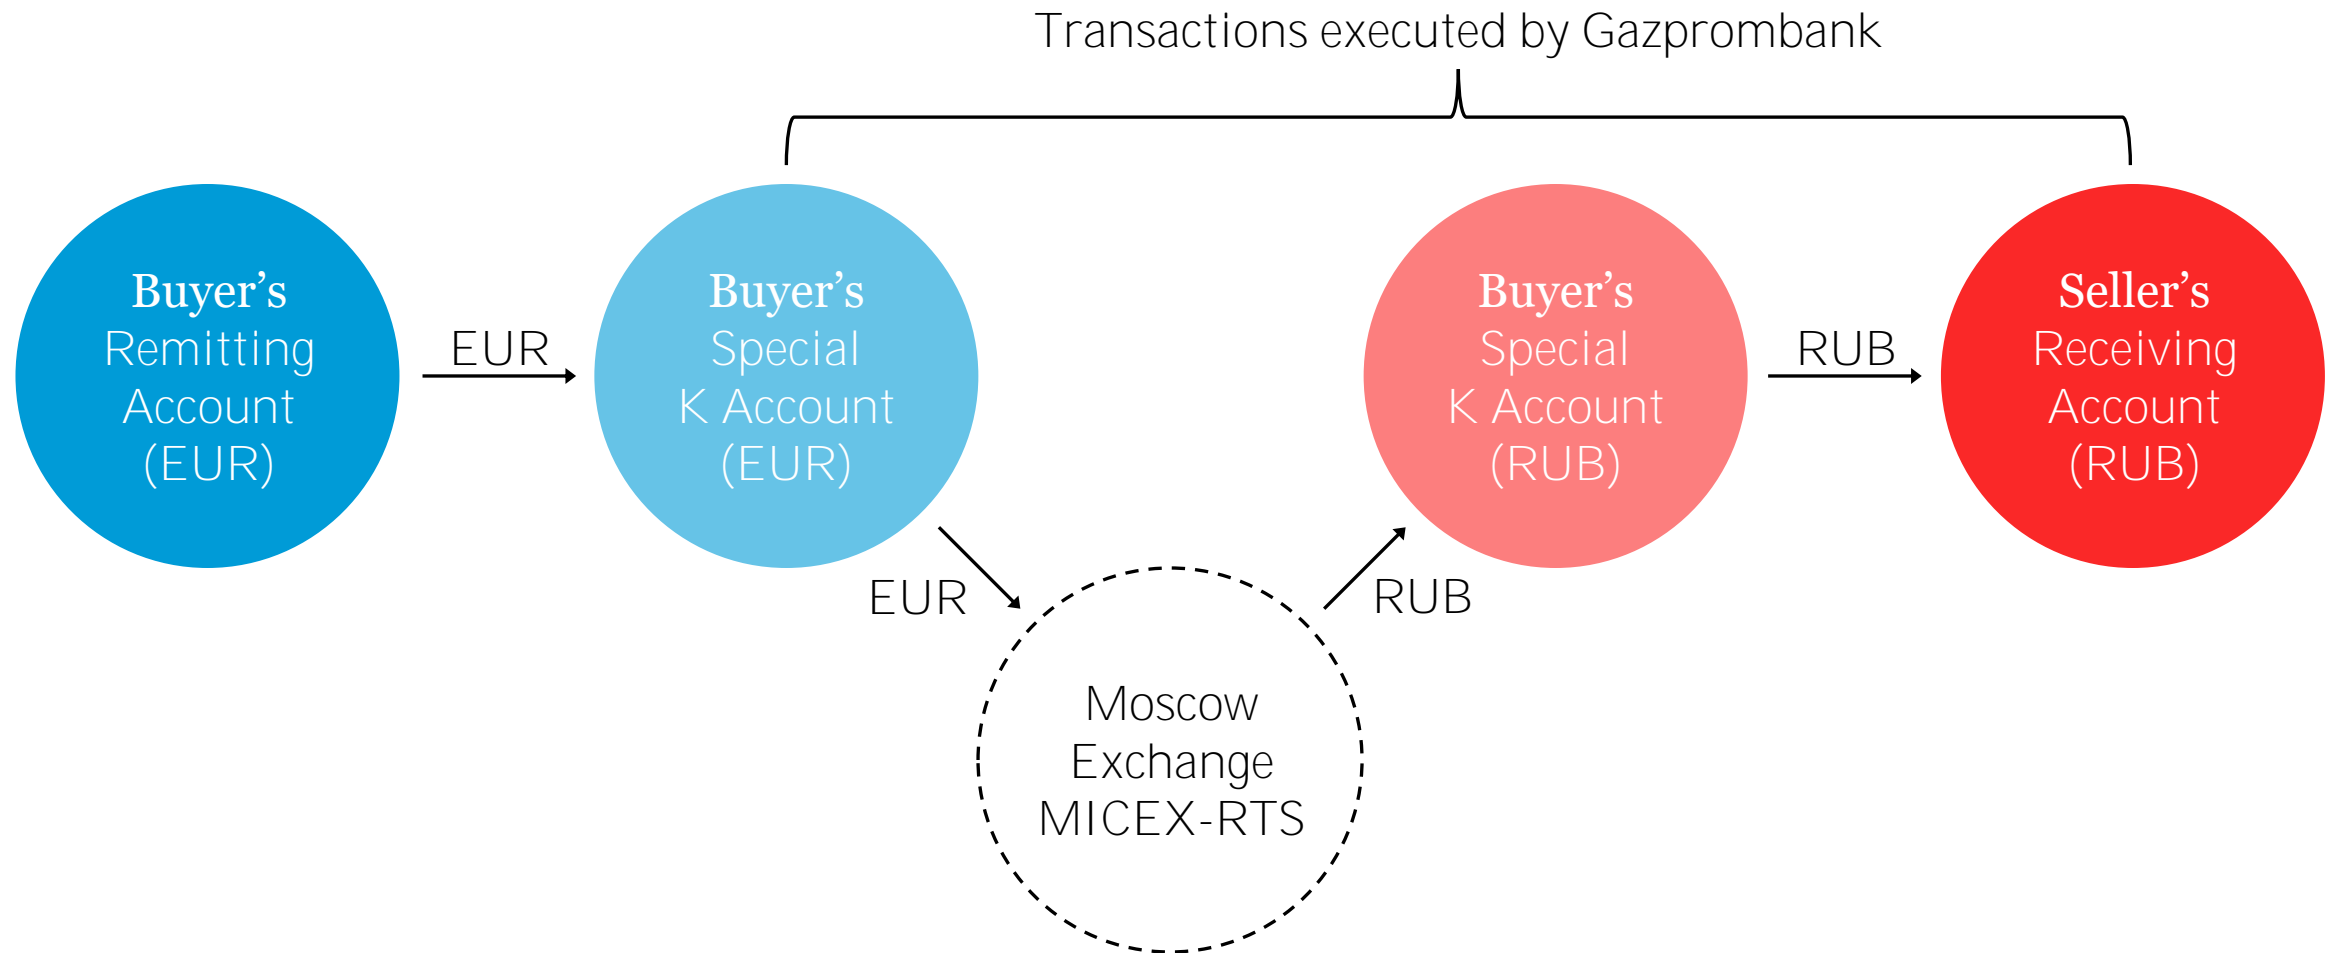 Transactions executed by Gazprombank
Buyer’s
Remitting
Account
(EUR)
EUR
Buyer’s
Special
K Account
(EUR)
EUR
Moscow
Exchange
MICEX-RTS
RUB
Buyer’s
Special
K Account
(RUB)
RUB
Seller’s
Receiving
Account
(RUB)